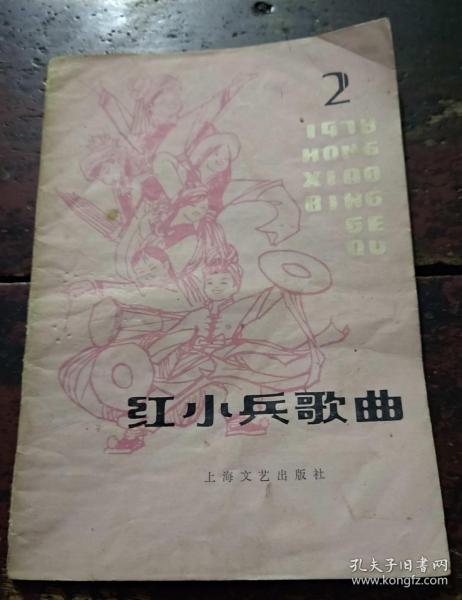 2
1978
HONG
XIAO
BING
GE
QU
红小兵歌曲
上海文艺出版社
孔夫子旧书网
www.kongfz.com